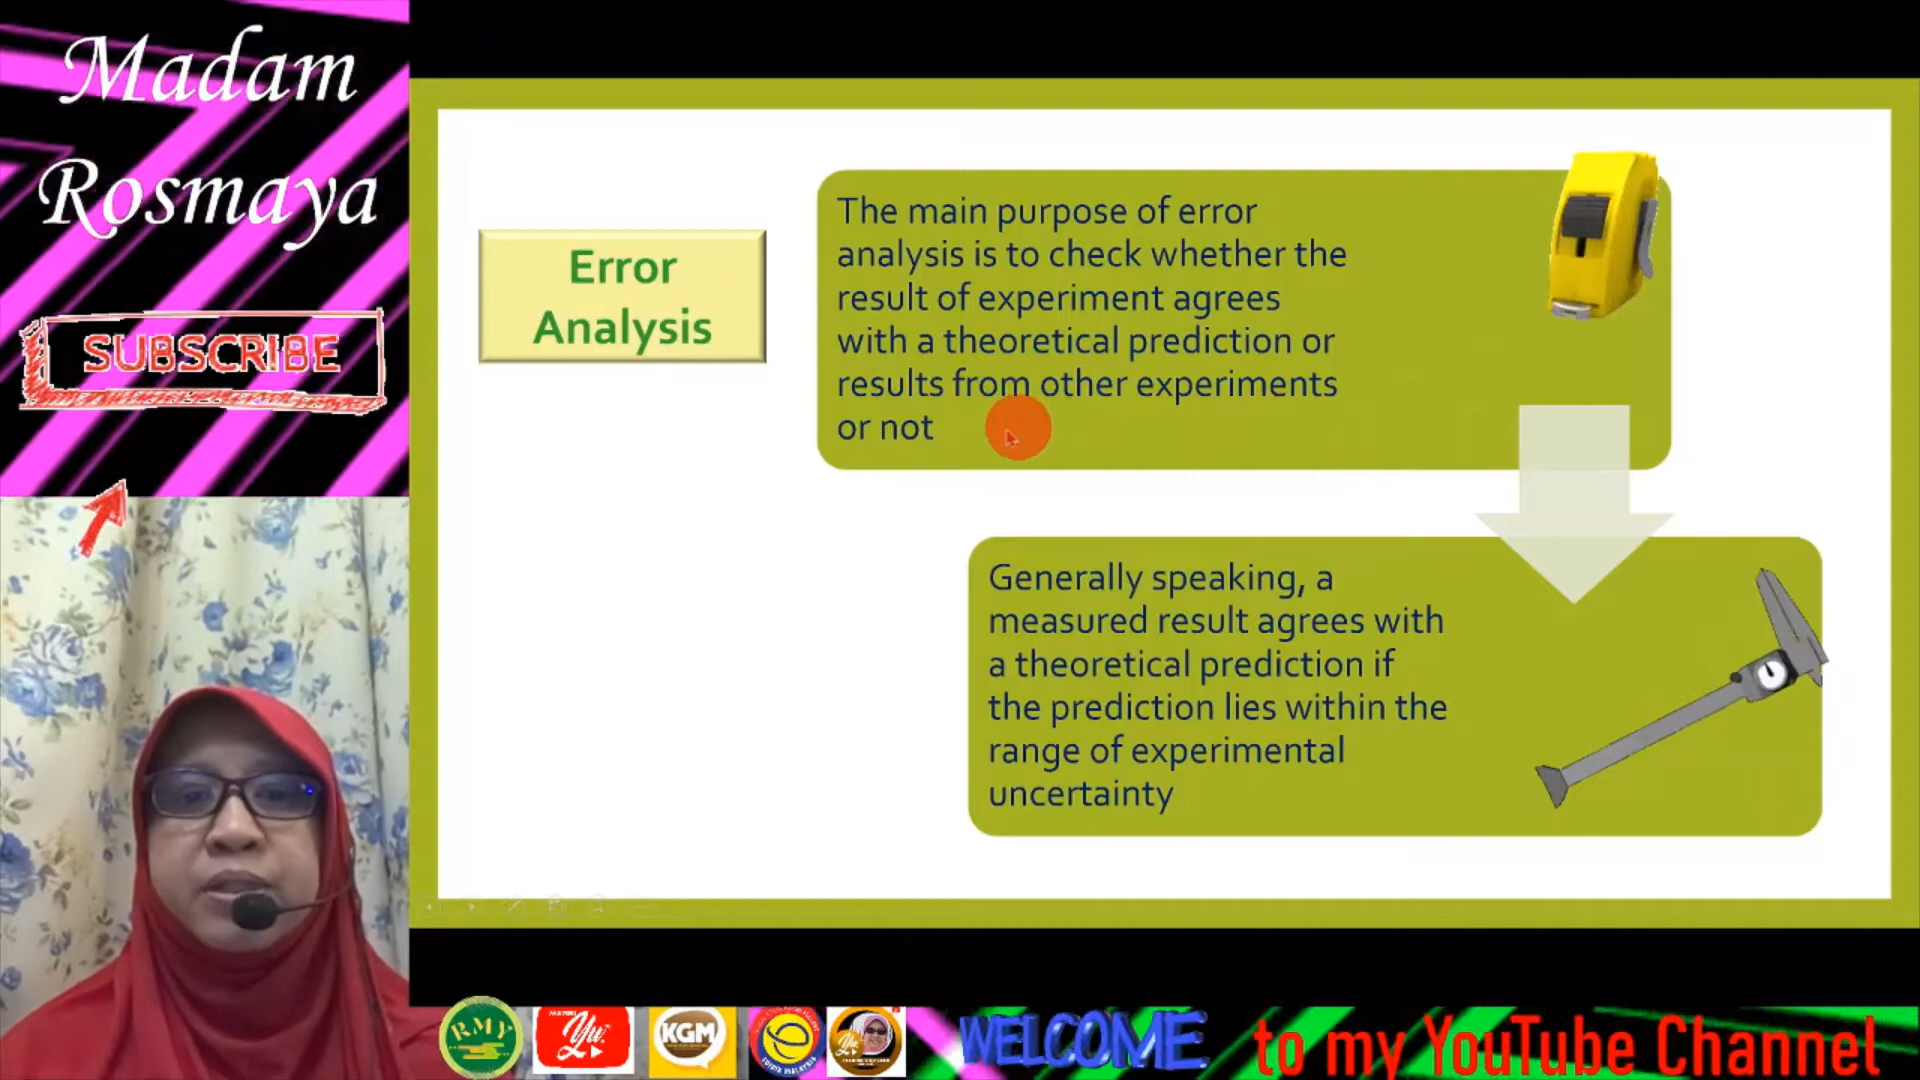 Madam
Rosmaya
SUBSCRIBE
Error
Analysis
The main purpose of error
analysis is to check whether the
result of experiment agrees
with a theoretical prediction or
results from other experiments
or not
Generally speaking, a
measured result agrees with
a theoretical prediction if
the prediction lies within the
range of experimental
uncertainty
RMY
Yu
KGM
WELCOME to my YouTube Channel